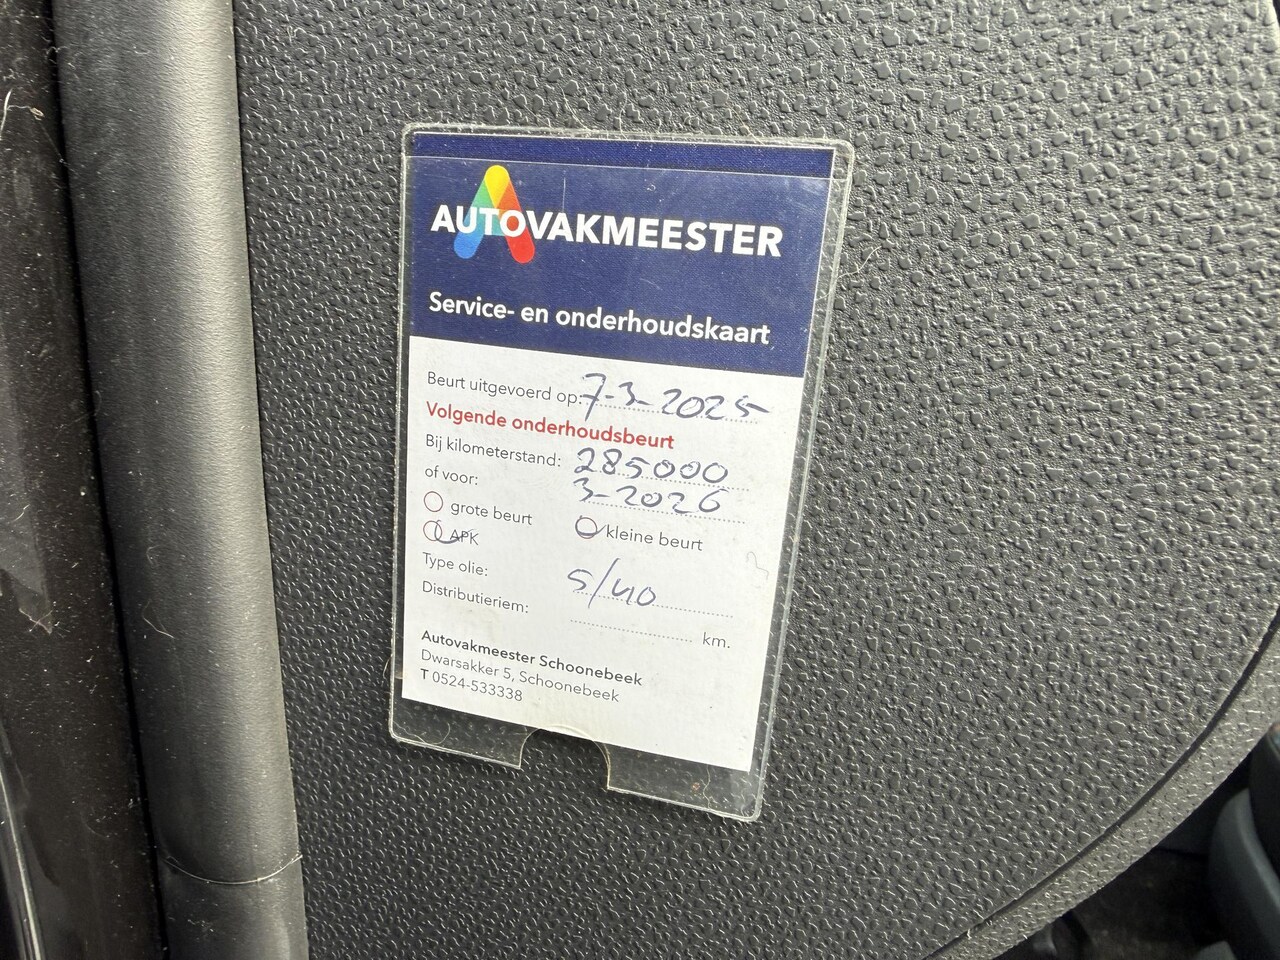 AUTOVAKMEESTER
Service- en onderhoudskaart
Beurt uitgevoerd op: 7-3-2025
Volgende onderhoudsbeurt
Bij kilometerstand: 285000
of voor: 3-2026
grote beurt kleine beurt
APK
Type olie: 5/40
Distributieriem: km.
Autovakmeester Schoonebeek
Dwarsakker 5, Schoonebeek
T 0524-533338